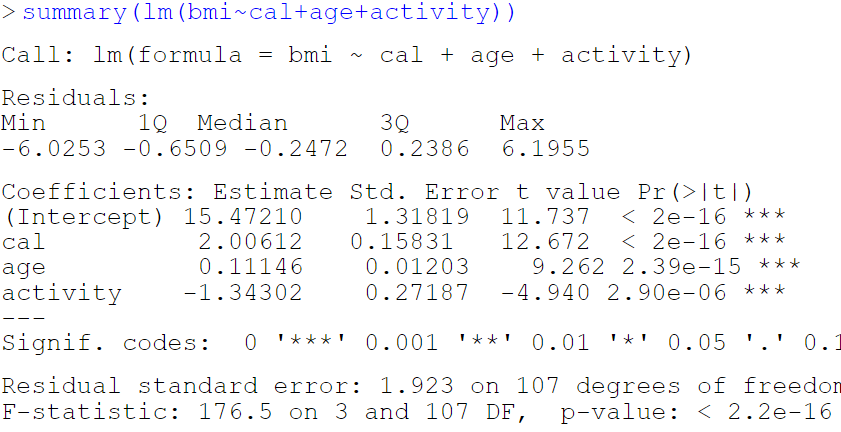 > summary(lm(bmi~cal+age+activity))
Call: lm(formula = bmi ~ cal + age + activity)
Residuals:
Min 1Q Median 3Q Max
-6.0253 -0.6509 -0.2472 0.2386 6.1955
Coefficients: Estimate Std. Error t value Pr(>|t|)
(Intercept) 15.47210 1.31819 11.737 < 2e-16 ***
cal 2.00612 0.15831 12.672 < 2e-16 ***
age 0.11146 0.01203 9.262 2.39e-15 ***
activity -1.34302 0.27187 -4.940 2.90e-06 ***
---
Signif. codes: 0 '***' 0.001 '**' 0.01 '*' 0.05 '.' 0.1
Residual standard error: 1.923 on 107 degrees of freedom
F-statistic: 176.5 on 3 and 107 DF, p-value: < 2.2e-16